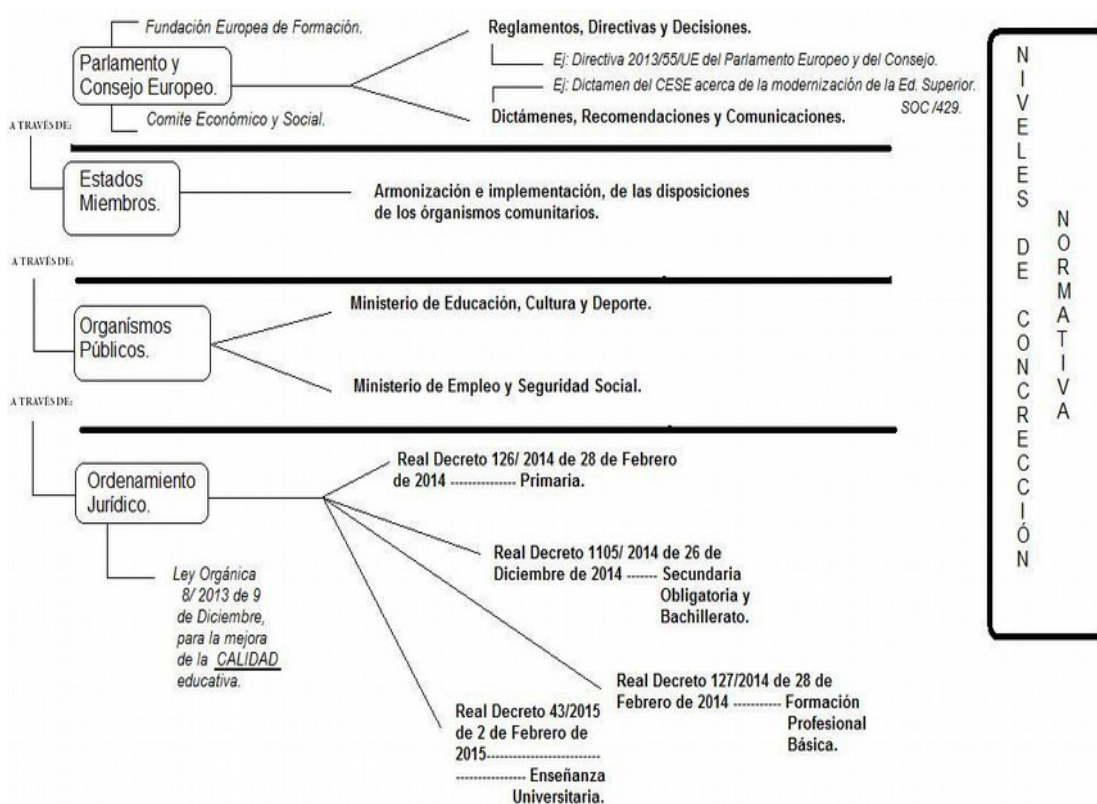 Fundación Europea de Formación.
Parlamento y
Consejo Europeo.
Comite Económico y Social.
Reglamentos, Directivas y Decisiones.
Ej: Directiva 2013/55/UE del Parlamento Europeo y del Consejo.
Ej: Dictamen del CESE acerca de la modernización de la Ed. Superior.
SOC /429.
Dictámenes, Recomendaciones y Comunicaciones.
A TRAVÉS DE:
Estados
Miembros.
Armonización e implementación, de las disposiciones
de los órganismos comunitarios.
A TRAVÉS DE:
Organísmos
Públicos.
Ministerio de Educación, Cultura y Deporte.
Ministerio de Empleo y Seguridad Social.
A TRAVÉS DE:
Ordenamiento
Jurídico.
Ley Orgánica
8/ 2013 de 9
de Diciembre,
para la mejora
de la CALIDAD
educativa.
Real Decreto 126/ 2014 de 28 de Febrero
de 2014 --------------- Primaria.
Real Decreto 1105/ 2014 de 26 de
Diciembre de 2014 ------ Secundaria
Obligatoria y
Bachillerato.
Real Decreto 127/2014 de 28 de
Febrero de 2014 ---------- Formación
Profesional
Básica.
Real Decreto 43/2015
de 2 de Febrero de
2015---------------------------
--------------- Enseñanza
Universitaria.
NIVELES DE CONCRECCIÓN
NORMATIVA